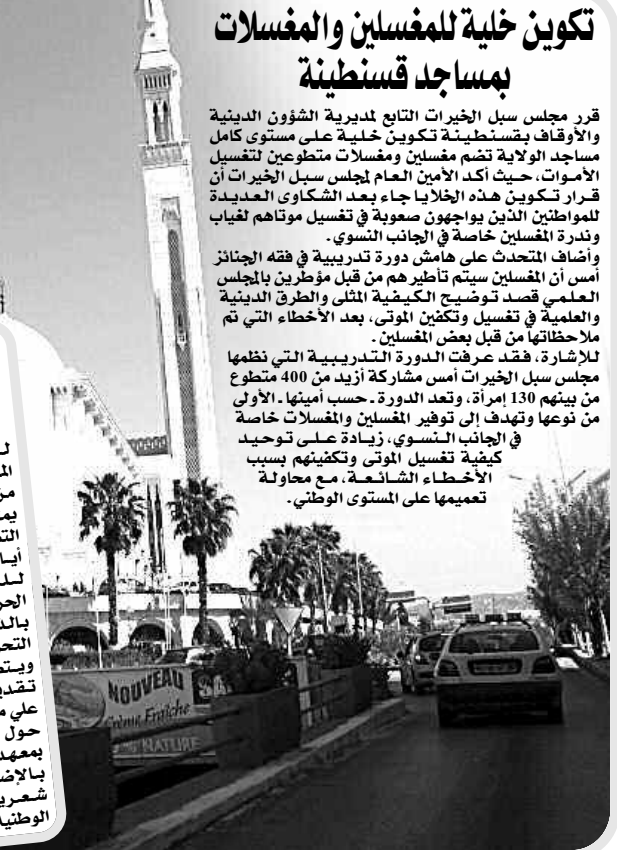 تكوين خلية للمغسلين والمغسلات
بمساجد قسنطينة
قرر مجلس سبل الخيرات التابع لمديرية الشؤون الدينية
والأوقاف بقسنطينة تكوين خلية على مستوى كامل
مساجد الولاية تضم مغسلين ومغسلات متطوعين لتغسيل
الأموات، حيث أكد الأمين العام لمجلس سبل الخيرات أن
قرار تكوين هذه الخلايا جاء بعد الشكاوى العديدة
للمواطنين الذين يواجهون صعوبة في تغسيل موتاهم لغياب
وندرة المغسلين خاصة في الجانب النسوي.
وأضاف المتحدث على هامش دورة تدريبية في فقه الجنائز
أمس أن المغسلين سيتم تأطيرهم من قبل مؤطرين بالمجلس
العلمي قصد توضيح الكيفية المثلى والطرق الدينية
والعلمية في تغسيل وتكفين الموتى، بعد الأخطاء التي تم
ملاحظاتها من قبل بعض المغسلين.
للإشارة، فقد عرفت الدورة التدريبية التي نظمها
مجلس سبل الخيرات أمس مشاركة أزيد من 400 متطوع
من بينهم 130 إمرأة، وتعد الدورة ـ حسب أمينها ـ الأولى
من نوعها وتهدف إلى توفير المغسلين والمغسلات خاصة
في الجانب النسوي، زيادة على توحيد
كيفية تغسيل الموتى وتكفينهم بسبب
الأخطاء الشائعة، مع محاولة
تعميمها على المستوى الوطني.
NOUVEAU
Crème Fraîche
NATURE
حول
بمعهد
الوطنية